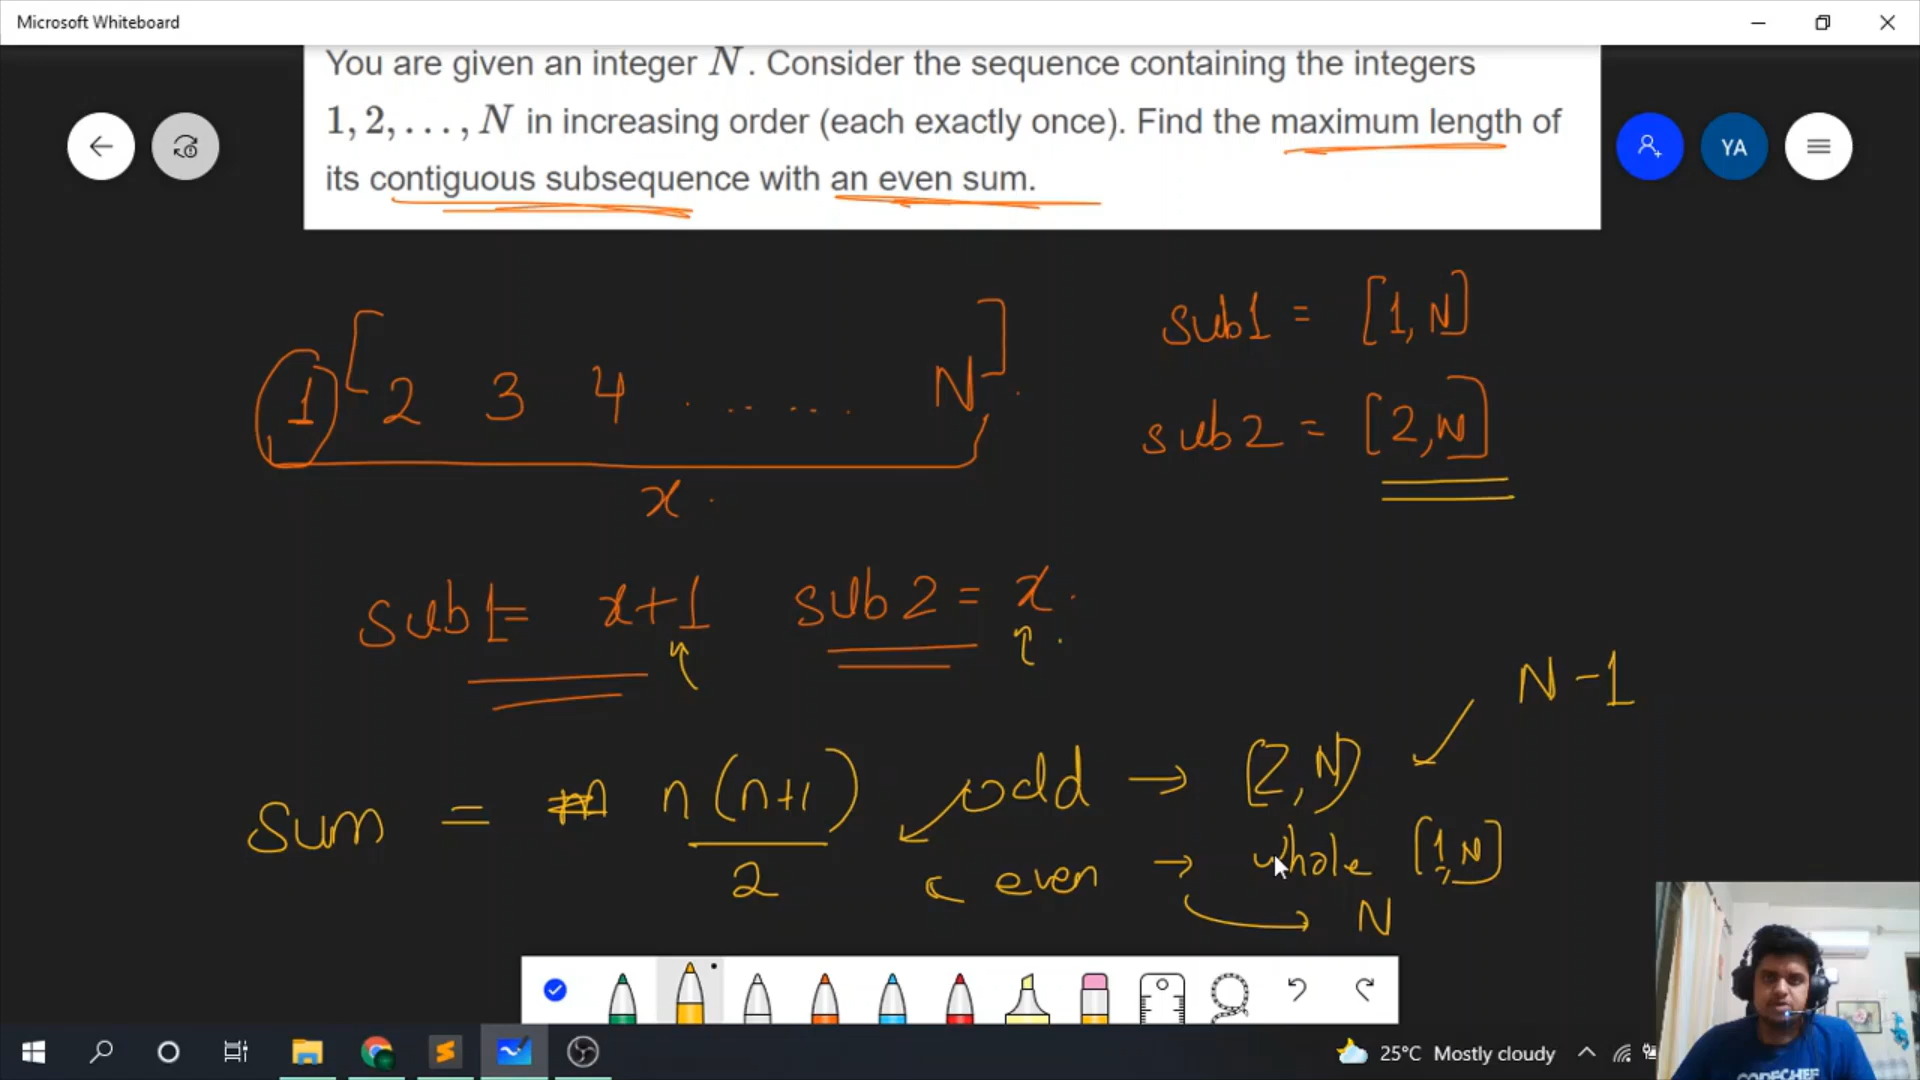 Microsoft Whiteboard
You are given an integer N. Consider the sequence containing the integers
1, 2, ..., N in increasing order (each exactly once). Find the maximum length of
its contiguous subsequence with an even sum.
YA
sub1 = [1, N]
1 [2 3 4 ....... N]
sub2 = [2, N]
x
sub1 = x+1 sub2 = x
N-1
sum = n(n+1)/2 odd → [2, N]
even → whole [1, N]
N
25°C Mostly cloudy
CODECHEF